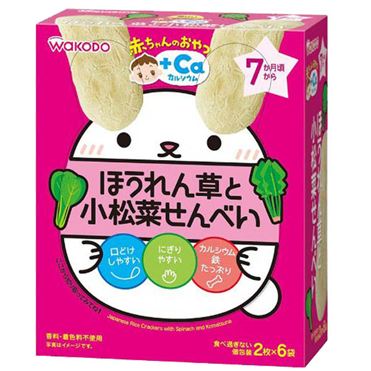 WAKODO
赤ちゃんのおやつ
+Ca
カルシウム
7か月頃
から
ほうれん草と
小松菜せんべい
口どけ
しやすい
にぎり
やすい
カルシウム
鉄
たっぷり
香料・着色料不使用
写真はイメージです。
Japanese Rice Crackers with Spinach and Komatsuna
食べ過ぎない
個包装2枚×6袋